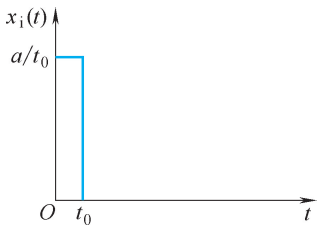 xᵢ(t)
a/t₀
O t₀ t